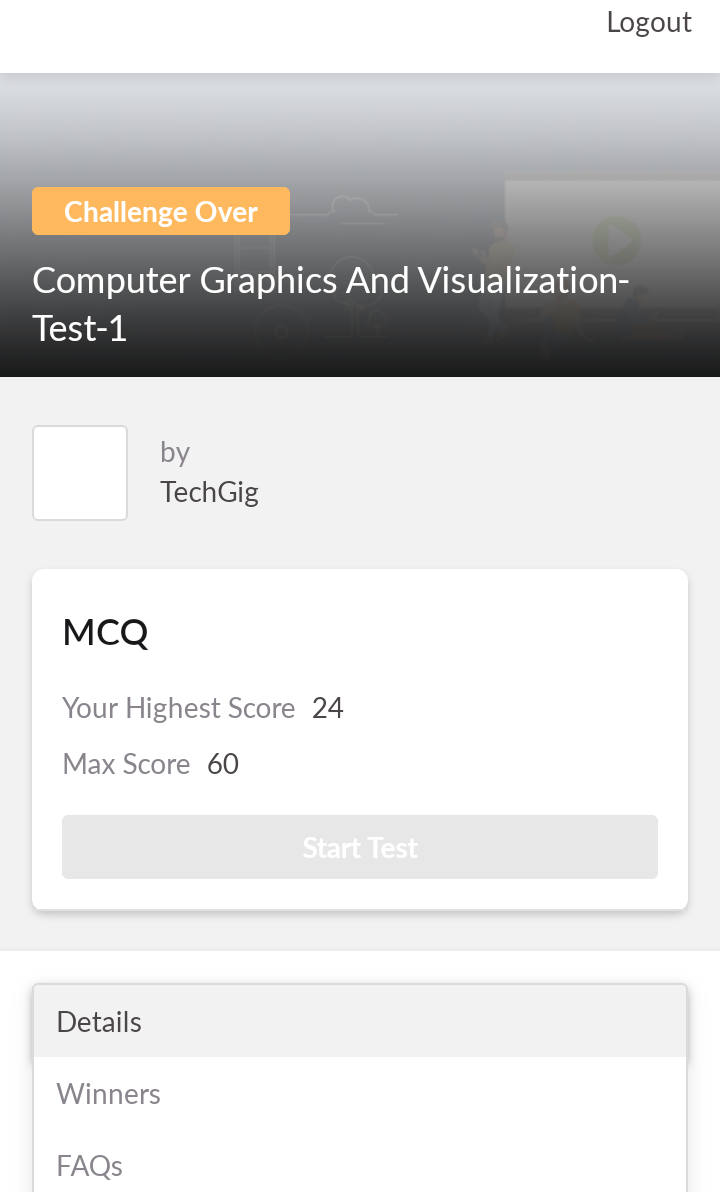 Logout
Challenge Over
Computer Graphics And Visualization-
Test-1
by
TechGig
MCQ
Your Highest Score 24
Max Score 60
Start Test
Details
Winners
FAQs